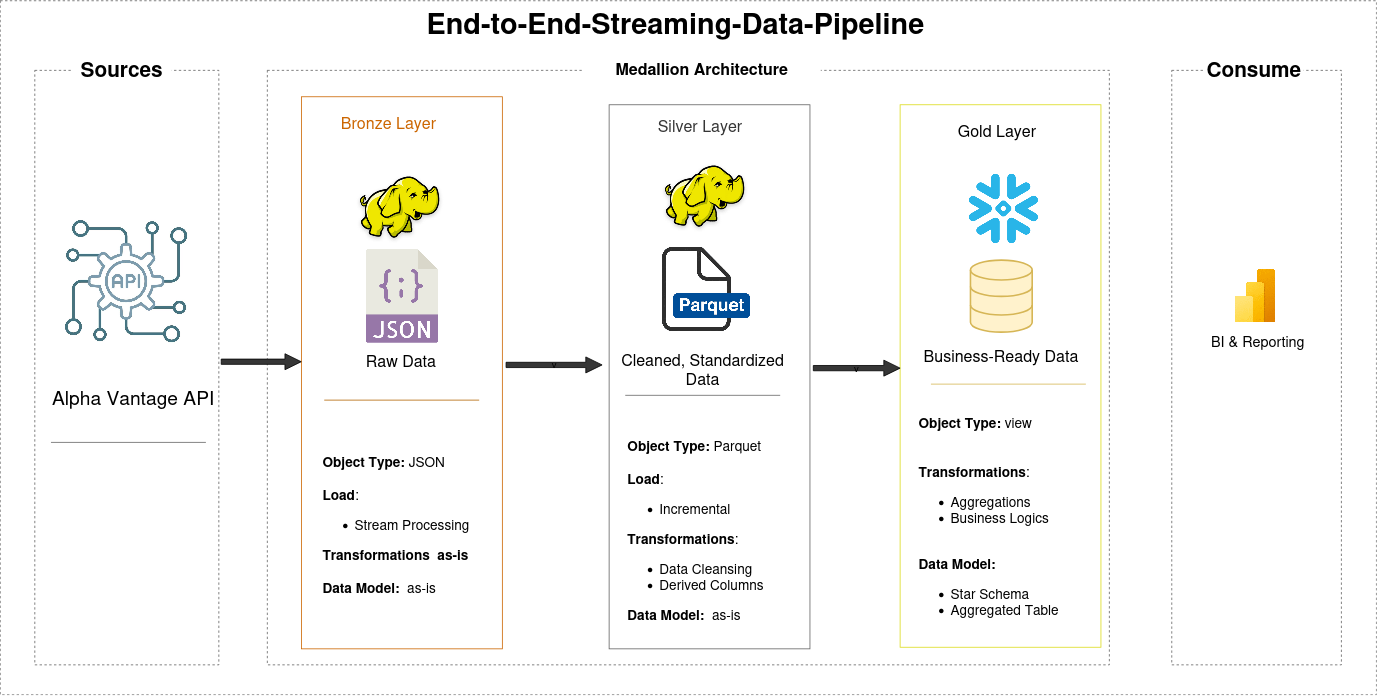 End-to-End-Streaming-Data-Pipeline
Sources
API
Alpha Vantage API
Medallion Architecture
Bronze Layer
{;}
JSON
Raw Data
Object Type: JSON
Load:
• Stream Processing
Transformations as-is
Data Model: as-is
v
Silver Layer
Parquet
Cleaned, Standardized
Data
Object Type: Parquet
Load:
• Incremental
Transformations:
• Data Cleansing
• Derived Columns
Data Model: as-is
v
Gold Layer
Business-Ready Data
Object Type: view
Transformations:
• Aggregations
• Business Logics
Data Model:
• Star Schema
• Aggregated Table
Consume
BI & Reporting